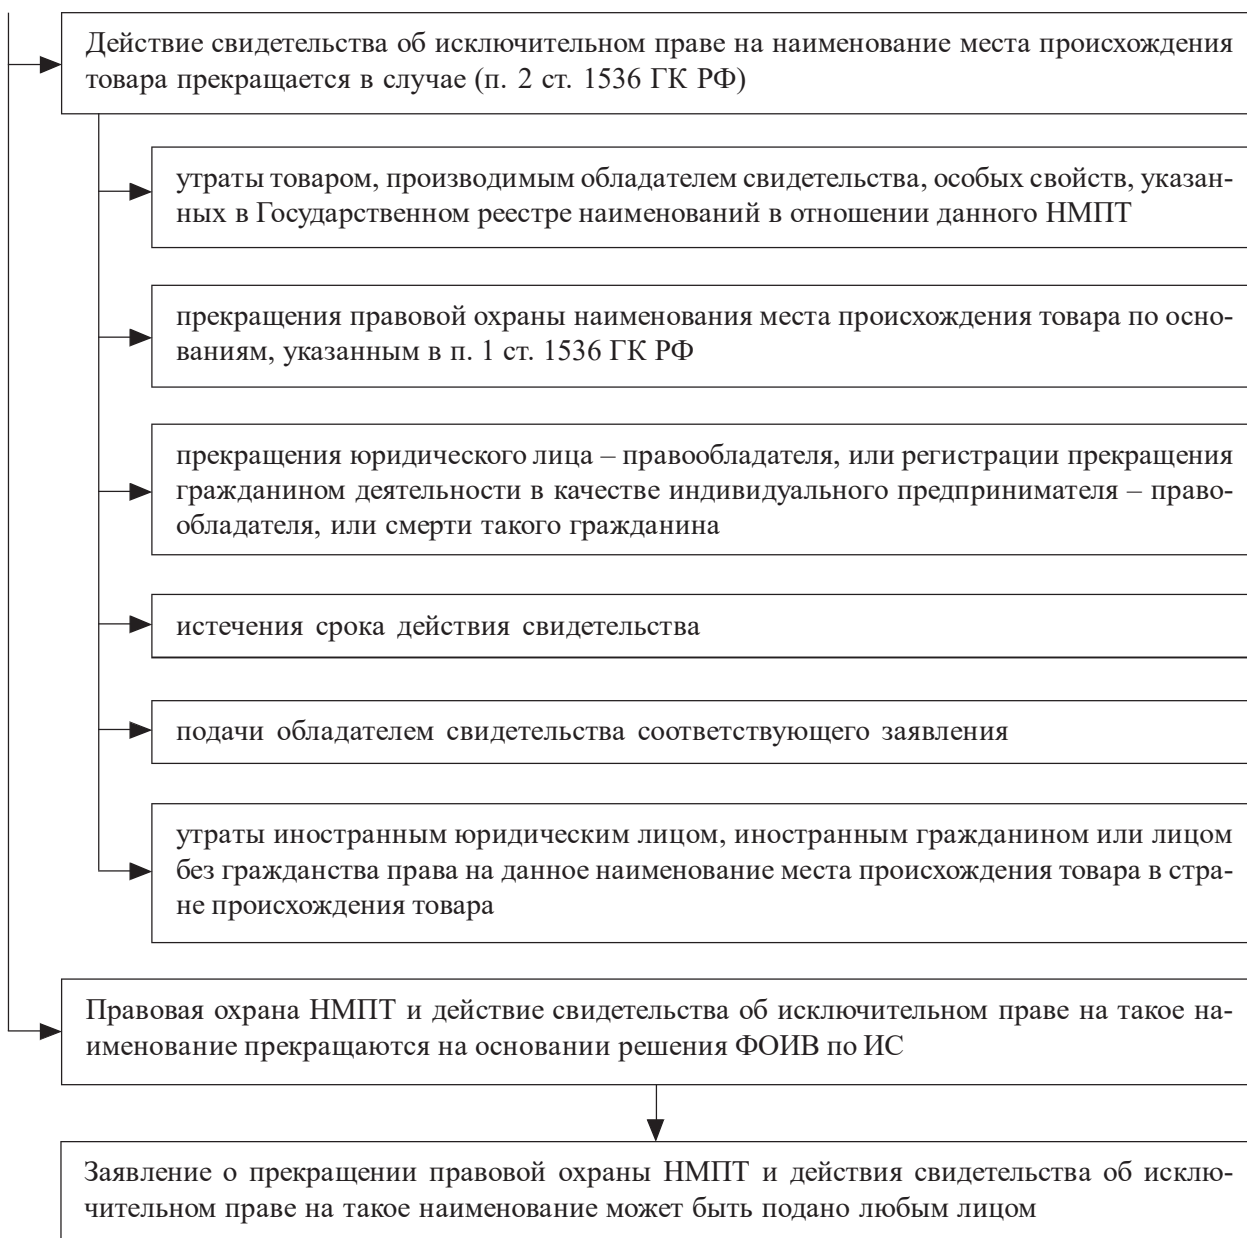 Действие свидетельства об исключительном праве на наименование места происхождения
товара прекращается в случае (п. 2 ст. 1536 ГК РФ)
утраты товаром, производимым обладателем свидетельства, особых свойств, указан-
ных в Государственном реестре наименований в отношении данного НМПТ
прекращения правовой охраны наименования места происхождения товара по осно-
ваниям, указанным в п. 1 ст. 1536 ГК РФ
прекращения юридического лица – правообладателя, или регистрации прекращения
гражданином деятельности в качестве индивидуального предпринимателя – право-
обладателя, или смерти такого гражданина
истечения срока действия свидетельства
подачи обладателем свидетельства соответствующего заявления
утраты иностранным юридическим лицом, иностранным гражданином или лицом
без гражданства права на данное наименование места происхождения товара в стра-
не происхождения товара
Правовая охрана НМПТ и действие свидетельства об исключительном праве на такое на-
именование прекращаются на основании решения ФОИВ по ИС
Заявление о прекращении правовой охраны НМПТ и действия свидетельства об исклю-
чительном праве на такое наименование может быть подано любым лицом